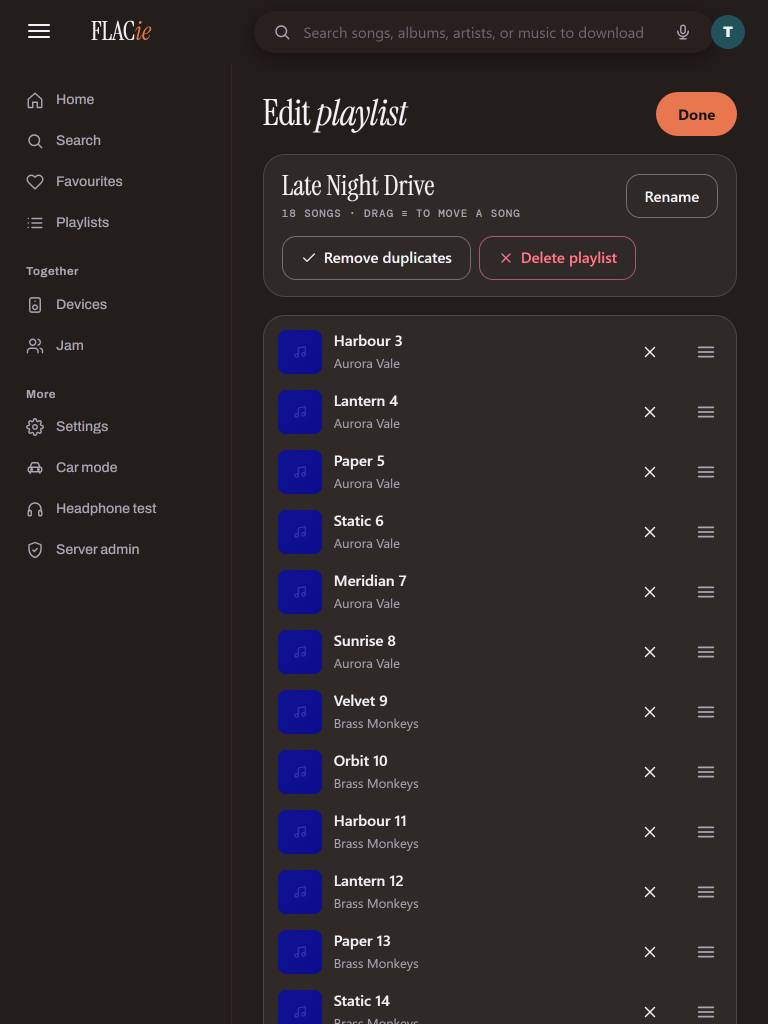 FLACie
Search songs, albums, artists, or music to download
T
Home
Search
Favourites
Playlists
Together
Devices
Jam
More
Settings
Car mode
Headphone test
Server admin
Edit playlist
Done
Late Night Drive
18 SONGS · DRAG ≡ TO MOVE A SONG
Rename
Remove duplicates
Delete playlist
Harbour 3
Aurora Vale
Lantern 4
Aurora Vale
Paper 5
Aurora Vale
Static 6
Aurora Vale
Meridian 7
Aurora Vale
Sunrise 8
Aurora Vale
Velvet 9
Brass Monkeys
Orbit 10
Brass Monkeys
Harbour 11
Brass Monkeys
Lantern 12
Brass Monkeys
Paper 13
Brass Monkeys
Static 14
Brass Monkeys